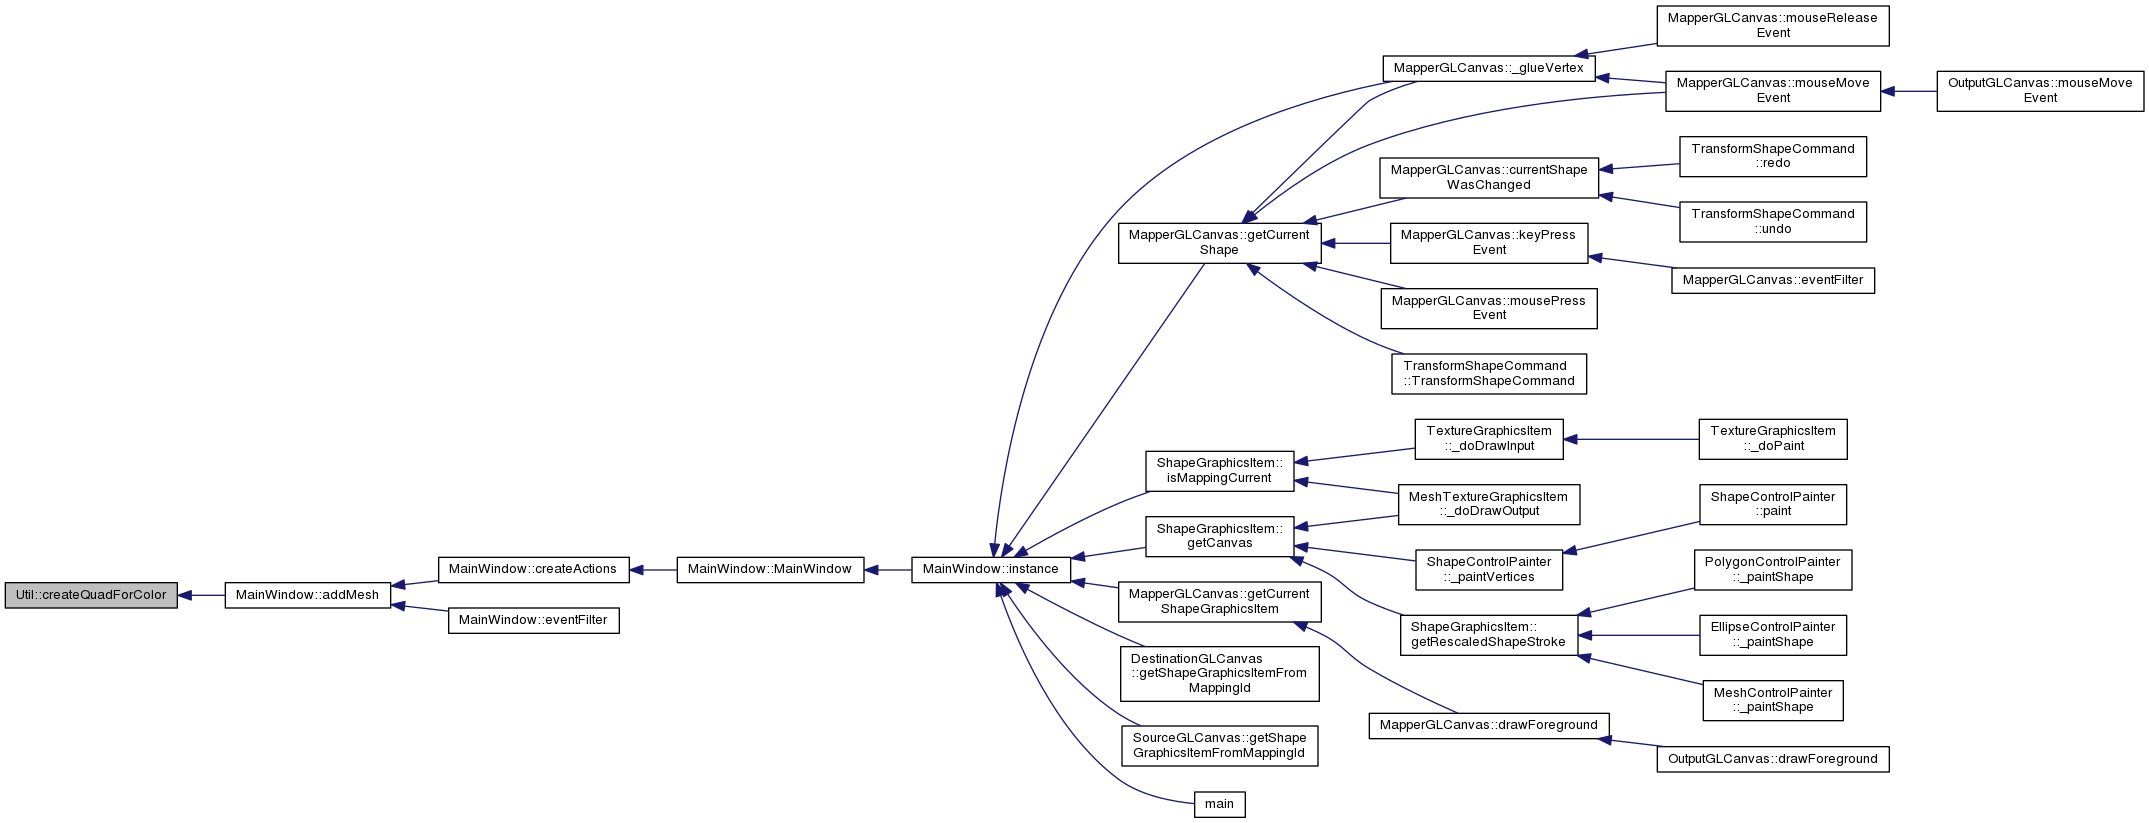 Util::createQuadForColor
MainWindow::addMesh
MainWindow::createActions
MainWindow::eventFilter
MainWindow::MainWindow
MainWindow::instance
MapperGLCanvas::_glueVertex
MapperGLCanvas::mouseRelease
Event
MapperGLCanvas::mouseMove
Event
OutputGLCanvas::mouseMove
Event
MapperGLCanvas::getCurrent
Shape
MapperGLCanvas::currentShape
WasChanged
TransformShapeCommand
::redo
TransformShapeCommand
::undo
MapperGLCanvas::keyPress
Event
MapperGLCanvas::eventFilter
MapperGLCanvas::mousePress
Event
TransformShapeCommand
::TransformShapeCommand
ShapeGraphicsItem::
isMappingCurrent
TextureGraphicsItem
::_doDrawInput
TextureGraphicsItem
::_doPaint
MeshTextureGraphicsItem
::_doDrawOutput
ShapeGraphicsItem::
getCanvas
ShapeControlPainter
::_paintVertices
ShapeControlPainter
::paint
ShapeGraphicsItem::
getRescaledShapeStroke
PolygonControlPainter
::_paintShape
EllipseControlPainter
::_paintShape
MeshControlPainter
::_paintShape
MapperGLCanvas::getCurrent
ShapeGraphicsItem
MapperGLCanvas::drawForeground
OutputGLCanvas::drawForeground
DestinationGLCanvas
::getShapeGraphicsItemFrom
MappingId
SourceGLCanvas::getShape
GraphicsItemFromMappingId
main